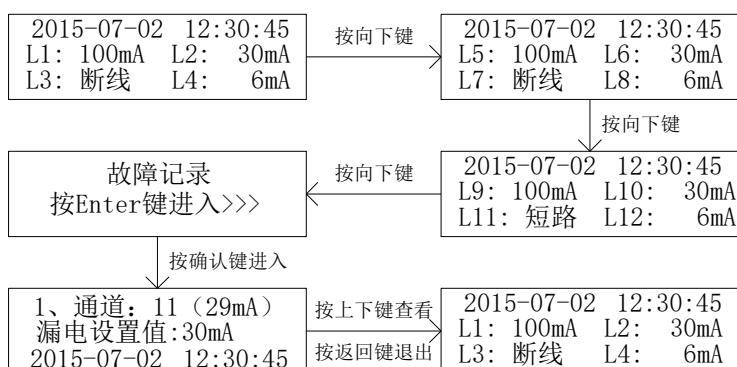 2015-07-02 12:30:45
L1: 100mA L2: 30mA
L3: 断线 L4: 6mA
按向下键
2015-07-02 12:30:45
L5: 100mA L6: 30mA
L7: 断线 L8: 6mA
按向下键
2015-07-02 12:30:45
L9: 100mA L10: 30mA
L11: 短路 L12: 6mA
按向下键
故障记录
按Enter键进入>>>
按确认键进入
1、通道：11（29mA）
漏电设置值:30mA
2015-07-02 12:30:45
按上下键查看
按返回键退出
2015-07-02 12:30:45
L1: 100mA L2: 30mA
L3: 断线 L4: 6mA